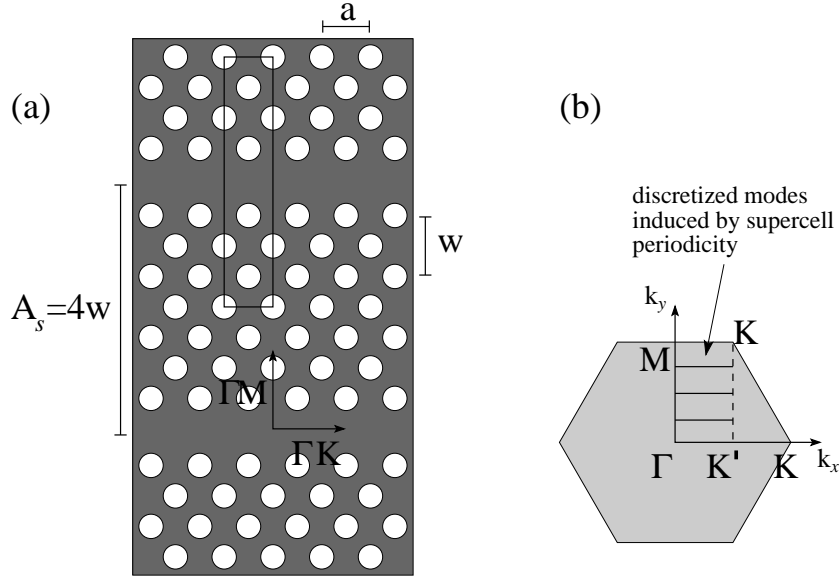 a
(a)
w
A_s=4w
ΓM
ΓK
(b)
discretized modes
induced by supercell
periodicity
k_y
K
M
Γ
K'
K
k_x